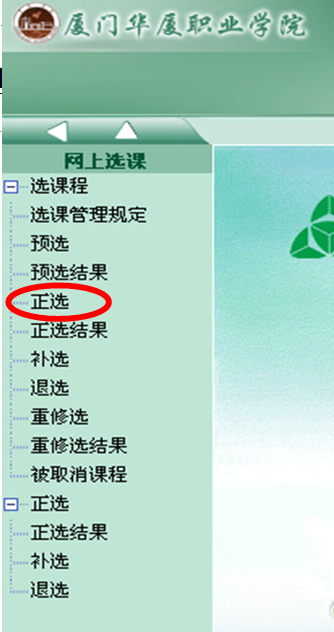 厦门华厦职业学院
网上选课
选课程
选课管理规定
预选
预选结果
正选
正选结果
补选
退选
重修选
重修选结果
被取消课程
正选
正选结果
补选
退选